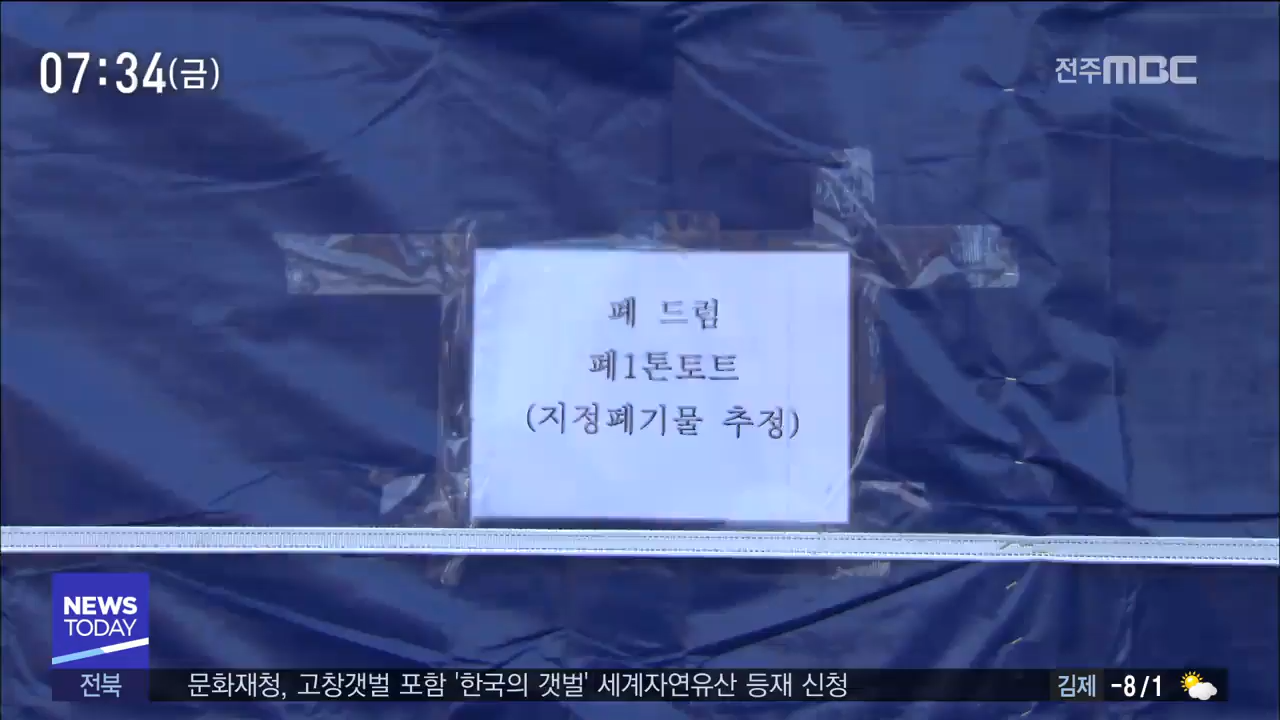 07:34(금)
전주MBC
폐 드럼
폐1톤토트
(지정폐기물 추정)
NEWS
TODAY
전북 문화재청, 고창갯벌 포함 '한국의 갯벌' 세계자연유산 등재 신청 김제 -8/1